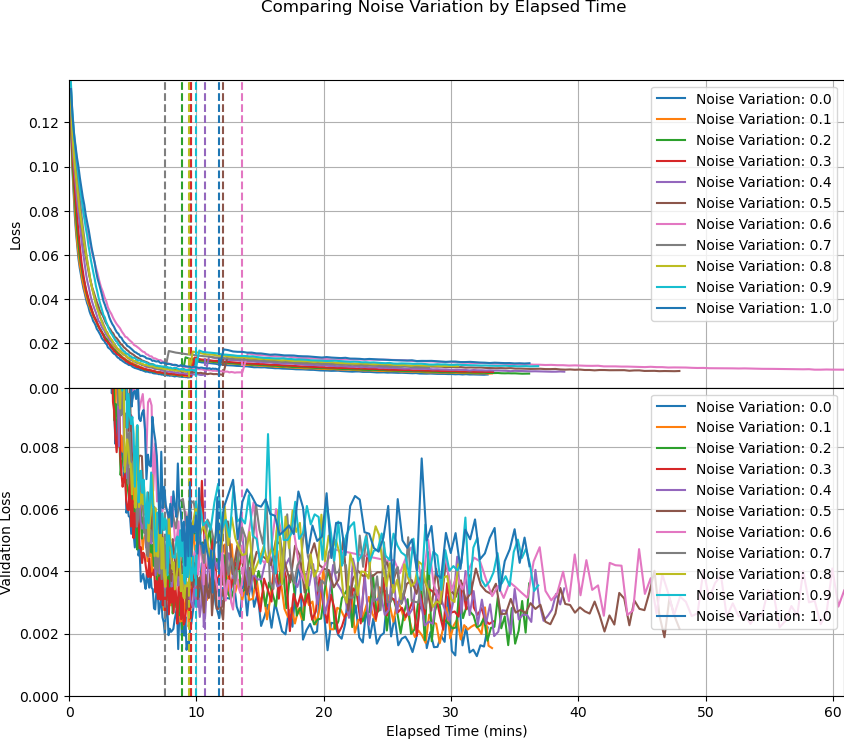 Comparing Noise Variation by Elapsed Time
Loss
0.12
0.10
0.08
0.06
0.04
0.02
0.00
Noise Variation: 0.0
Noise Variation: 0.1
Noise Variation: 0.2
Noise Variation: 0.3
Noise Variation: 0.4
Noise Variation: 0.5
Noise Variation: 0.6
Noise Variation: 0.7
Noise Variation: 0.8
Noise Variation: 0.9
Noise Variation: 1.0
Validation Loss
0.008
0.006
0.004
0.002
0.000
Noise Variation: 0.0
Noise Variation: 0.1
Noise Variation: 0.2
Noise Variation: 0.3
Noise Variation: 0.4
Noise Variation: 0.5
Noise Variation: 0.6
Noise Variation: 0.7
Noise Variation: 0.8
Noise Variation: 0.9
Noise Variation: 1.0
0 10 20 30 40 50 60
Elapsed Time (mins)